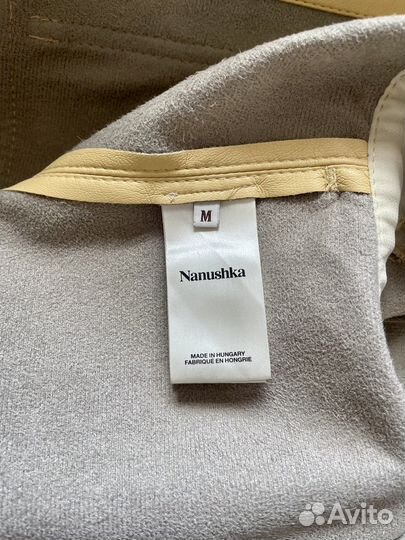 M
Nanushka
MADE IN HUNGARY
FABRIQUE EN HONGRIE
Avito